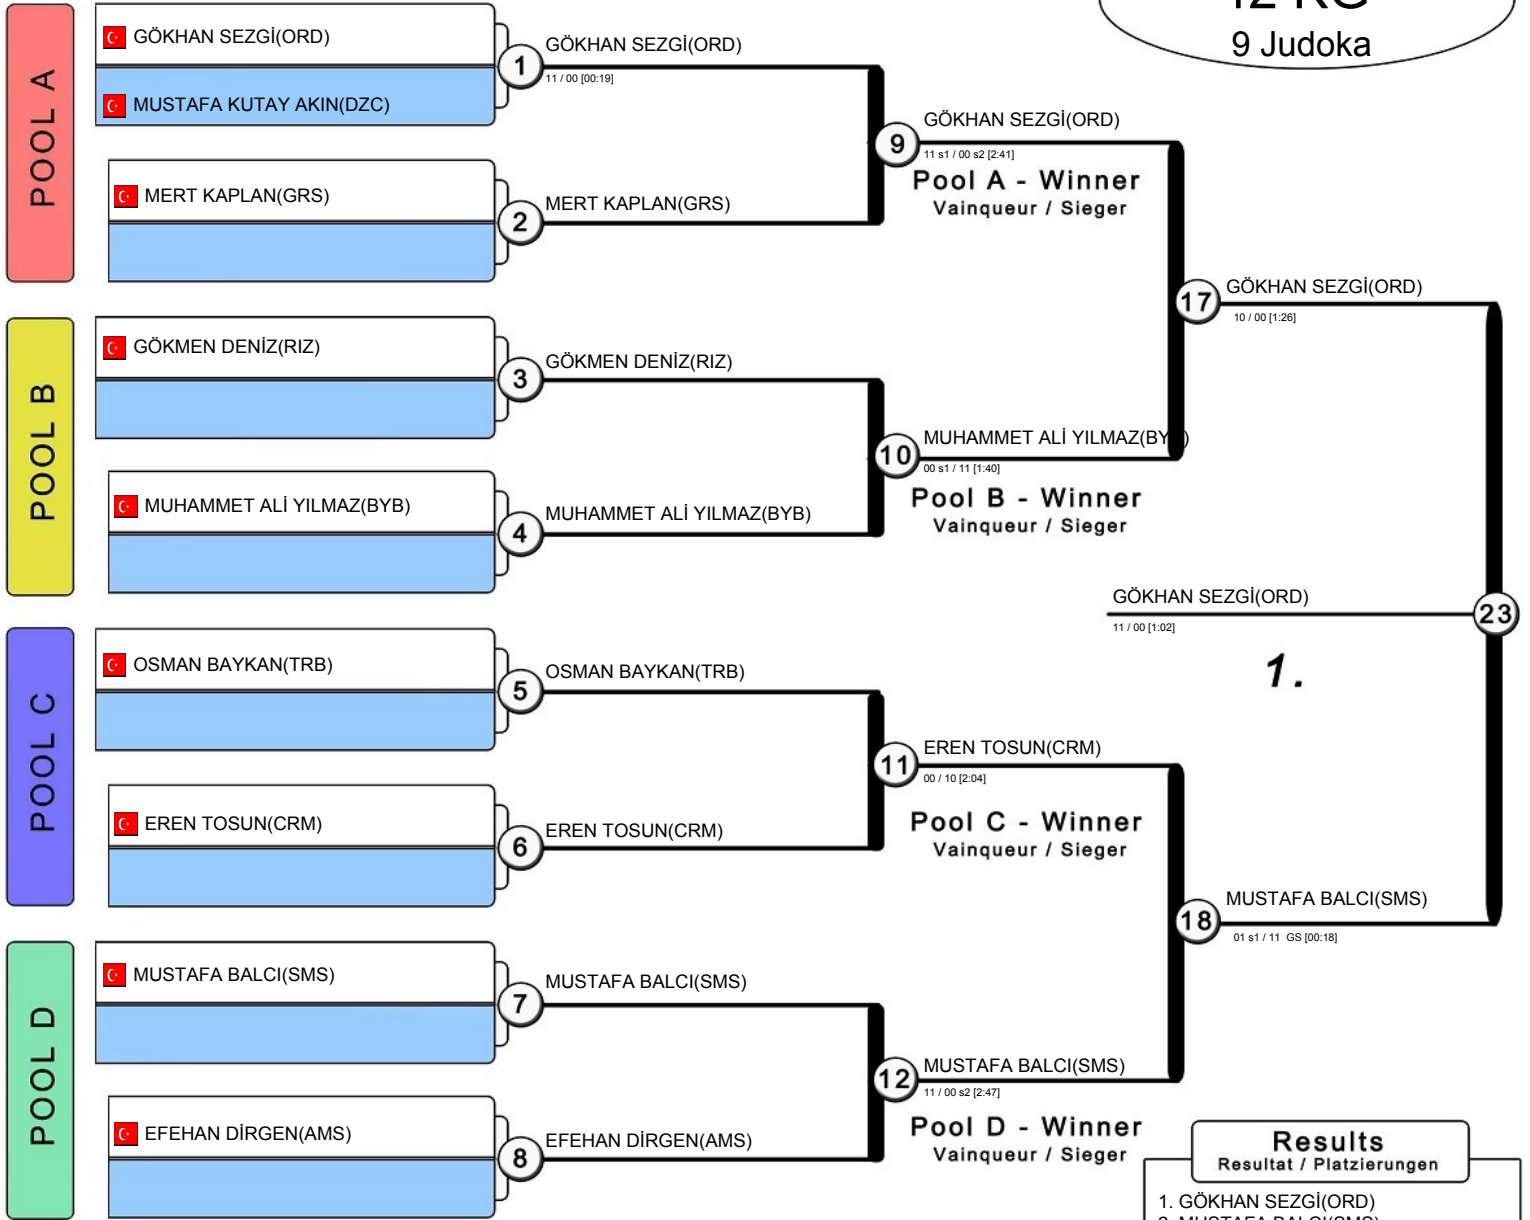 KG
9 Judoka
POOL A
GÖKHAN SEZGİ(ORD)
MUSTAFA KUTAY AKIN(DZC)
1
GÖKHAN SEZGİ(ORD)
11 / 00 [00:19]
MERT KAPLAN(GRS)
2
MERT KAPLAN(GRS)
9
GÖKHAN SEZGİ(ORD)
11 s1 / 00 s2 [2:41]
Pool A - Winner
Vainqueur / Sieger
POOL B
GÖKMEN DENİZ(RIZ)
3
GÖKMEN DENİZ(RIZ)
MUHAMMET ALİ YILMAZ(BYB)
4
MUHAMMET ALİ YILMAZ(BYB)
10
MUHAMMET ALİ YILMAZ(BY)
00 s1 / 11 [1:40]
Pool B - Winner
Vainqueur / Sieger
17
GÖKHAN SEZGİ(ORD)
10 / 00 [1:26]
POOL C
OSMAN BAYKAN(TRB)
5
OSMAN BAYKAN(TRB)
EREN TOSUN(CRM)
6
EREN TOSUN(CRM)
11
EREN TOSUN(CRM)
00 / 10 [2:04]
Pool C - Winner
Vainqueur / Sieger
POOL D
MUSTAFA BALCI(SMS)
7
MUSTAFA BALCI(SMS)
EFEHAN DİRGEN(AMS)
8
EFEHAN DİRGEN(AMS)
12
MUSTAFA BALCI(SMS)
11 / 00 s2 [2:47]
Pool D - Winner
Vainqueur / Sieger
18
MUSTAFA BALCI(SMS)
01 s1 / 11 GS [00:18]
GÖKHAN SEZGİ(ORD)
23
11 / 00 [1:02]
1.
Results
Resultat / Platzierungen
1. GÖKHAN SEZGİ(ORD)
2. MUSTAFA BALCI(SMS)